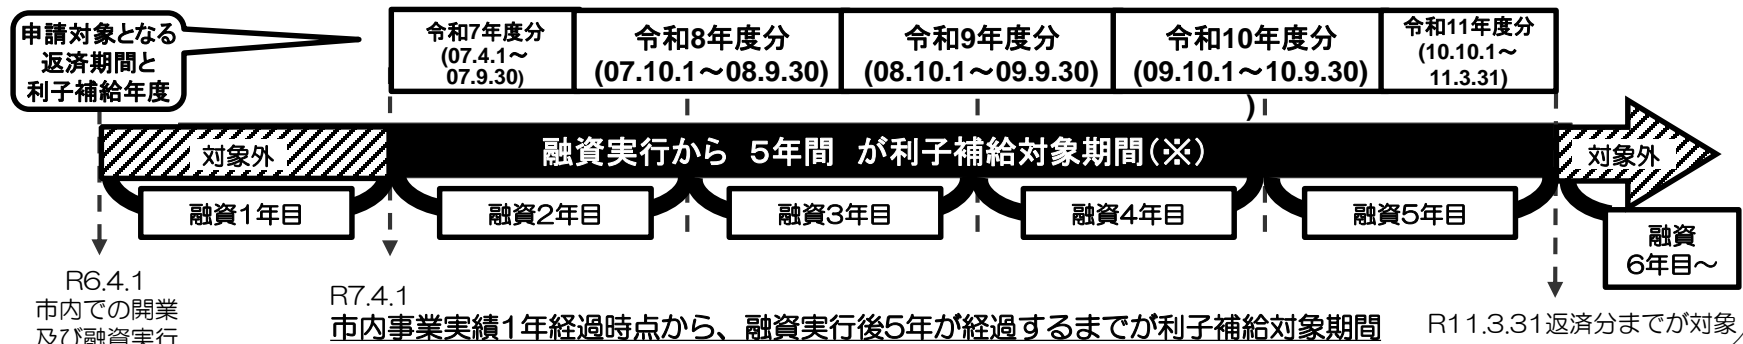 申請対象となる
返済期間と
利子補給年度
令和7年度分
(07.4.1～
07.9.30)
令和8年度分
(07.10.1～08.9.30)
令和9年度分
(08.10.1～09.9.30)
令和10年度分
(09.10.1～10.9.30)
)
令和11年度分
(10.10.1～
11.3.31)
対象外
融資実行から 5年間 が利子補給対象期間(※)
対象外
融資1年目
融資2年目
融資3年目
融資4年目
融資5年目
融資
6年目～
R6.4.1
市内での開業
及び融資実行
R7.4.1
市内事業実績1年経過時点から、融資実行後5年が経過するまでが利子補給対象期間
R11.3.31返済分までが対象